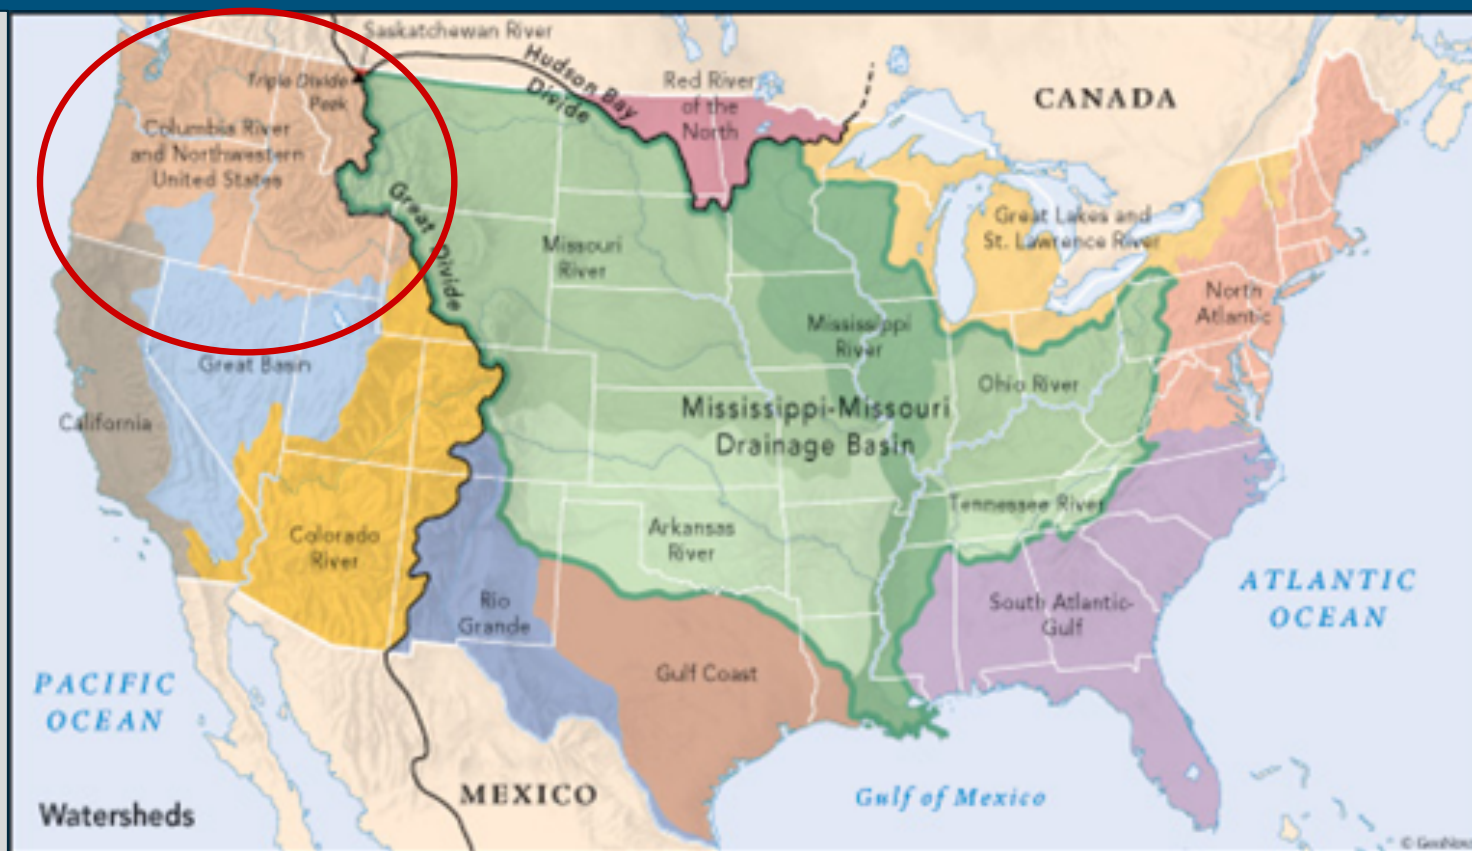 Saskatchewan River
Hudson Bay
Divide
Triple Divide
Peak
Red River
of the
North
CANADA
Columbia River
and Northwestern
United States
Great Divide
Missouri
River
Great Lakes and
St. Lawrence River
North
Atlantic
Mississippi
River
Great Basin
Ohio River
California
Mississippi-Missouri
Drainage Basin
Tennessee River
Colorado
River
Arkansas
River
Rio
Grande
South Atlantic-
Gulf
ATLANTIC
OCEAN
PACIFIC
OCEAN
Gulf Coast
MEXICO
Gulf of Mexico
Watersheds